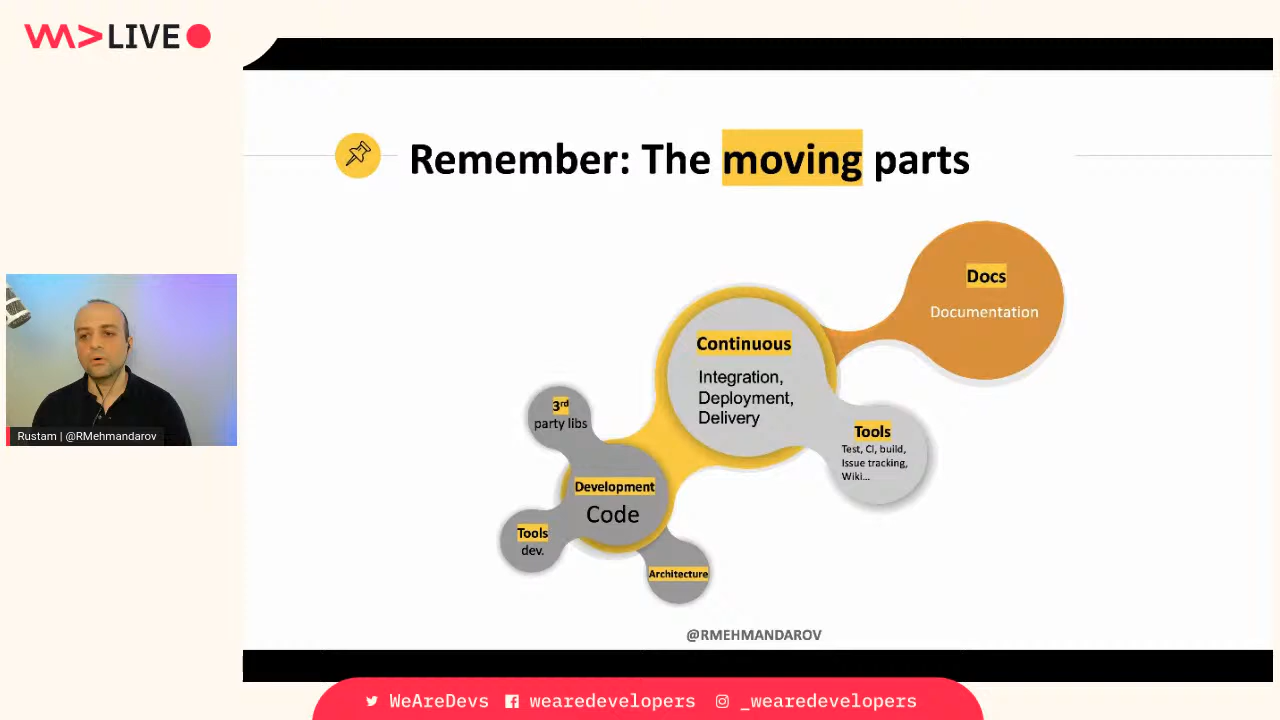 WA>LIVE
Remember: The moving parts
Docs
Documentation
Continuous
Integration,
Deployment,
Delivery
Tools
Test, CI, build,
Issue tracking,
Wiki...
3rd
party libs
Development
Code
Tools
dev.
Architecture
Rustam | @RMehmandarov
@RMEHMANDAROV
WeAreDevs wearedevelopers _wearedevelopers